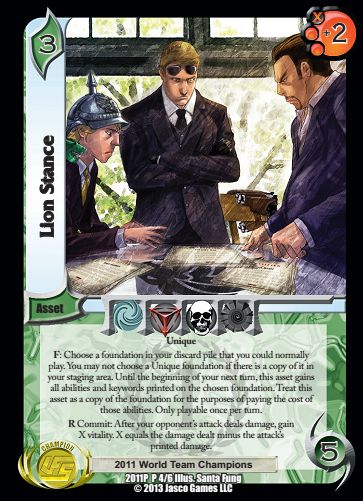 3
X
+2
Lion Stance
Asset
Unique
F: Choose a foundation in your discard pile that you could normally
play. You may not choose a Unique foundation if there is a copy of it in
your staging area. Until the beginning of your next turn, this asset gains
all abilities and keywords printed on the chosen foundation. Treat this
asset as a copy of the foundation for the purposes of paying the cost of
those abilities. Only playable once per turn.
R Commit: After your opponent's attack deals damage, gain
X vitality. X equals the damage dealt minus the attack's
printed damage.
5
CHAMPION
UFS
2011 World Team Champions
2011P P 4/6 Illus. Santa Fung
© 2013 Jasco Games LLC